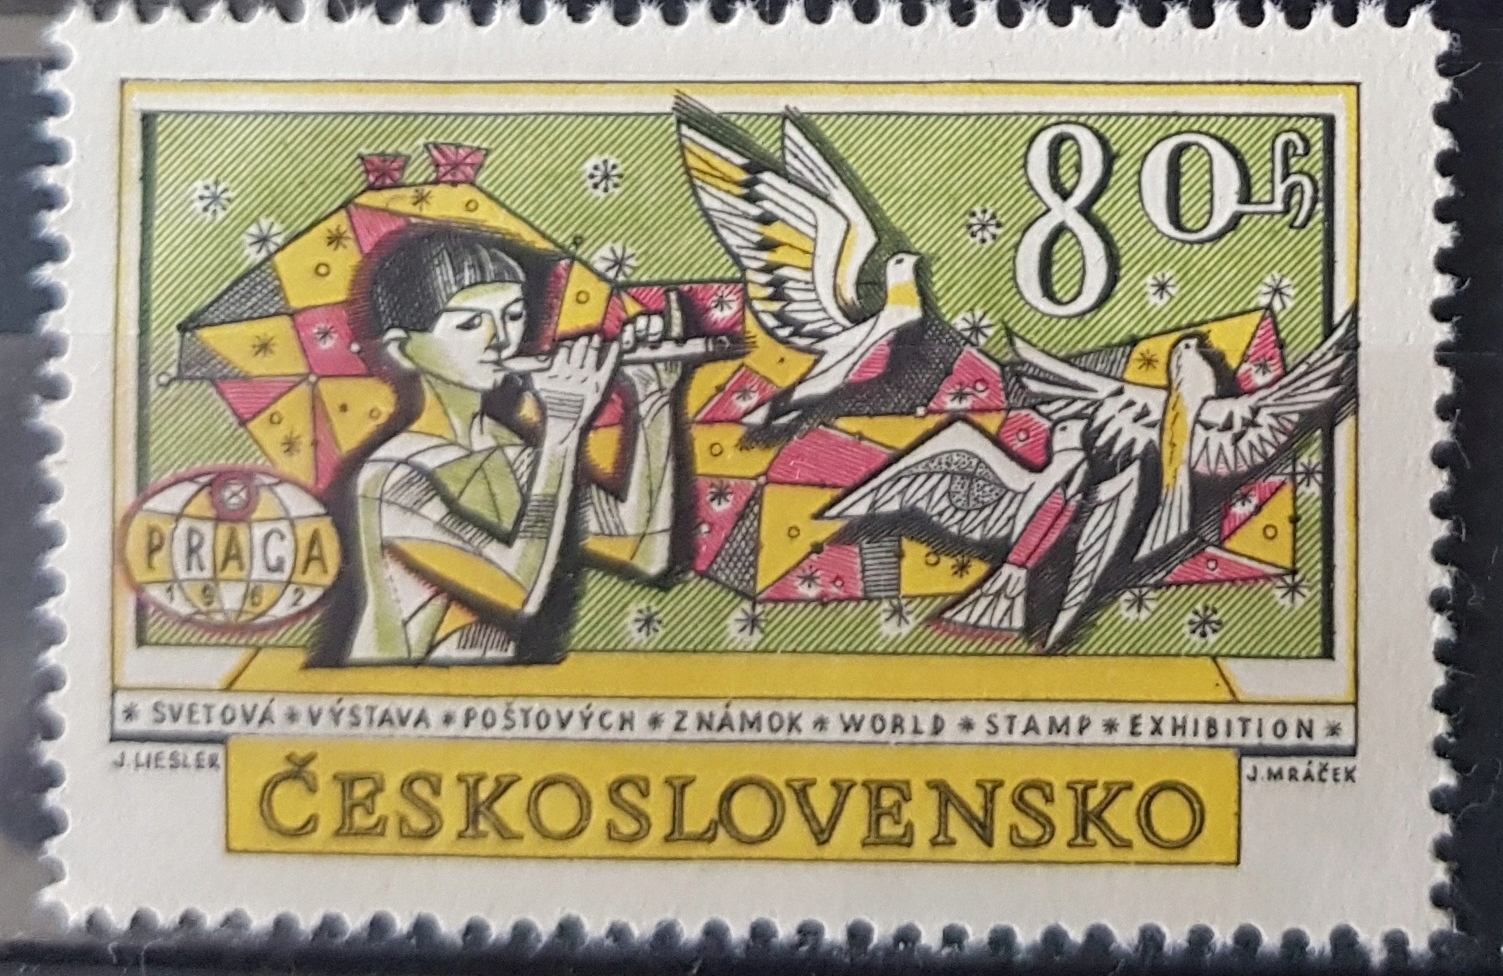 80h
PRAGA
1962
* SVETOVÁ * VÝSTAVA * POŠTOVÝCH * ZNÁMOK * WORLD * STAMP * EXHIBITION *
J. LIESLER
J. MRÁČEK
ČESKOSLOVENSKO